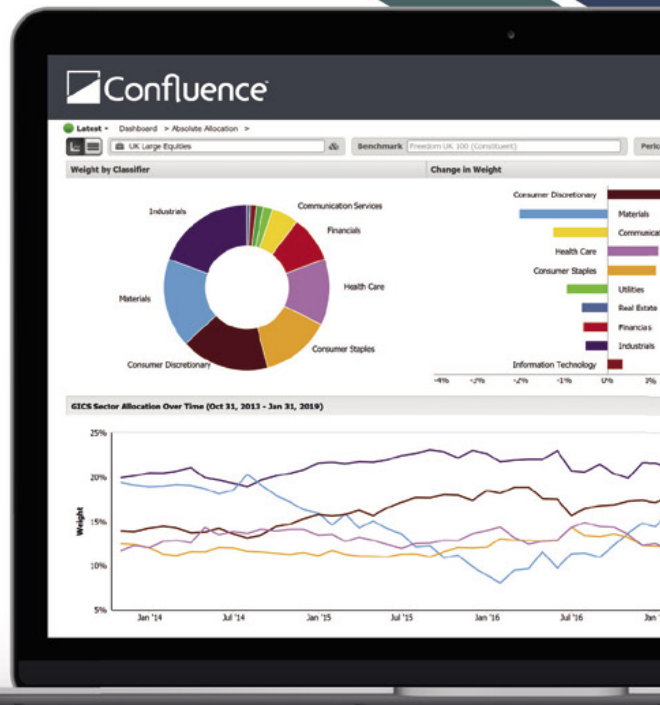 Confluence
Latest Dashboard > Absolute Allocation >
UK Large Equities Benchmark Freedom UK 100 (Constituent)
Weight by Classifier Change in Weight
Industrials
Communication Services
Financials
Health Care
Consumer Staples
Consumer Discretionary
Materials
Consumer Discretionary
Materials
Health Care
Consumer Staples
Utilities
Real Estate
Financials
Industrials
Information Technology
-4% -2% -1% 0%
GICS Sector Allocation Over Time (Oct 31, 2013 - Jan 31, 2019)
Weight
25%
20%
15%
10%
5%
Jan '14 Jul '14 Jan '15 Jul '15 Jan '16 Jul '16